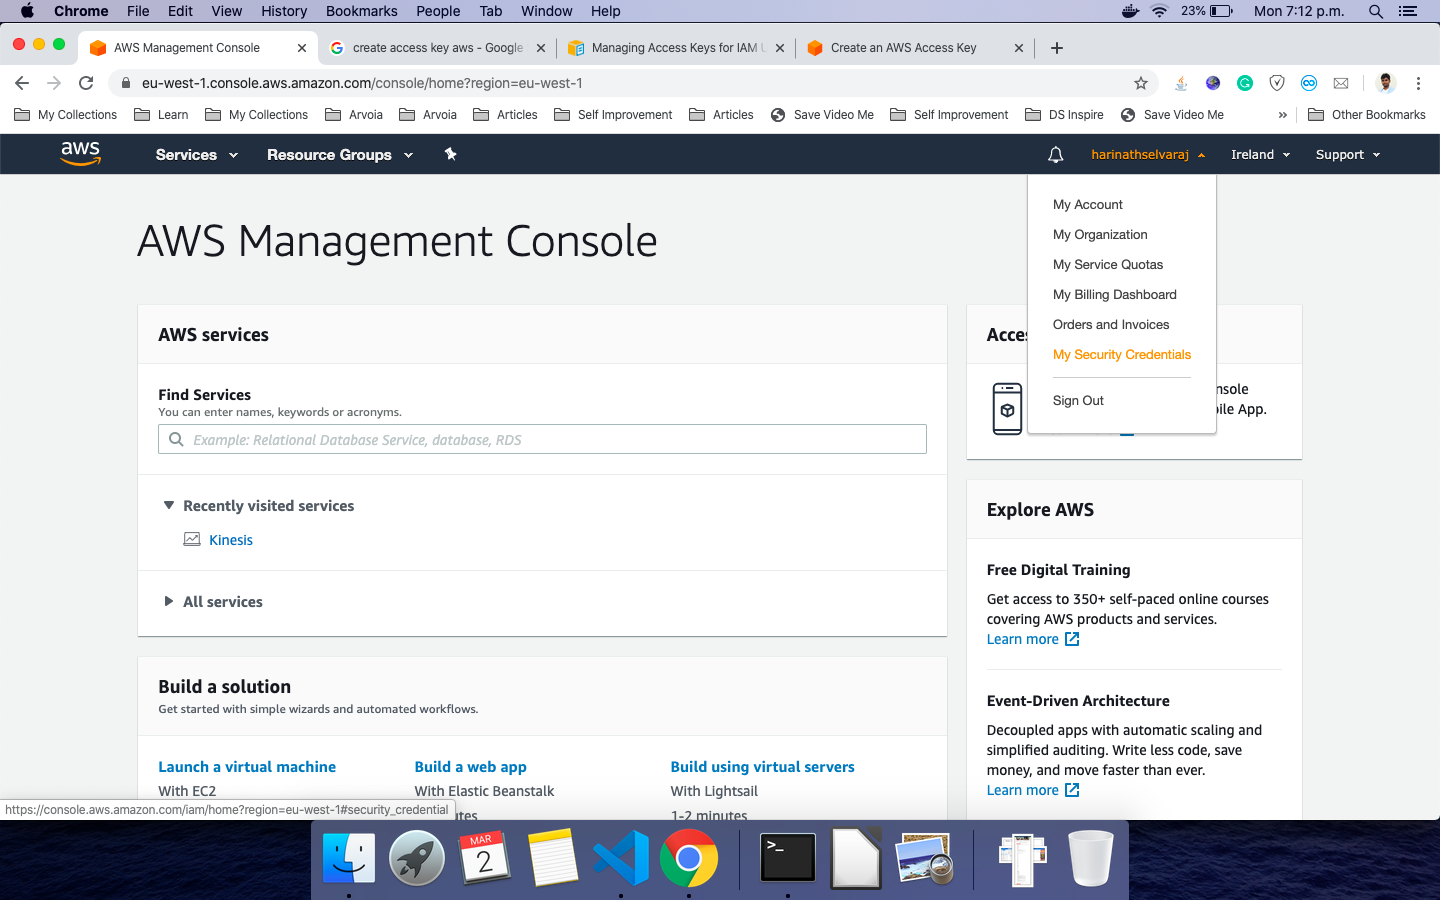 Chrome File Edit View History Bookmarks People Tab Window Help 23% Mon 7:12 p.m.
AWS Management Console create access key aws - Google Managing Access Keys for IAM Create an AWS Access Key
eu-west-1.console.aws.amazon.com/console/home?region=eu-west-1
My Collections Learn My Collections Arvoia Arvoia Articles Self Improvement Articles Save Video Me Self Improvement DS Inspire Save Video Me » Other Bookmarks
aws Services Resource Groups harinathselvaraj Ireland Support
My Account
My Organization
My Service Quotas
My Billing Dashboard
Orders and Invoices
My Security Credentials
Sign Out
AWS Management Console
AWS services
Find Services
You can enter names, keywords or acronyms.
Example: Relational Database Service, database, RDS
Recently visited services
Kinesis
All services
Build a solution
Get started with simple wizards and automated workflows.
Launch a virtual machine
With EC2
Build a web app
With Elastic Beanstalk
Build using virtual servers
With Lightsail
1-2 minutes
Explore AWS
Free Digital Training
Get access to 350+ self-paced online courses
covering AWS products and services.
Learn more
Event-Driven Architecture
Decoupled apps with automatic scaling and
simplified auditing. Write less code, save
money, and move faster than ever.
Learn more
https://console.aws.amazon.com/iam/home?region=eu-west-1#security_credential
MAR
2
>_